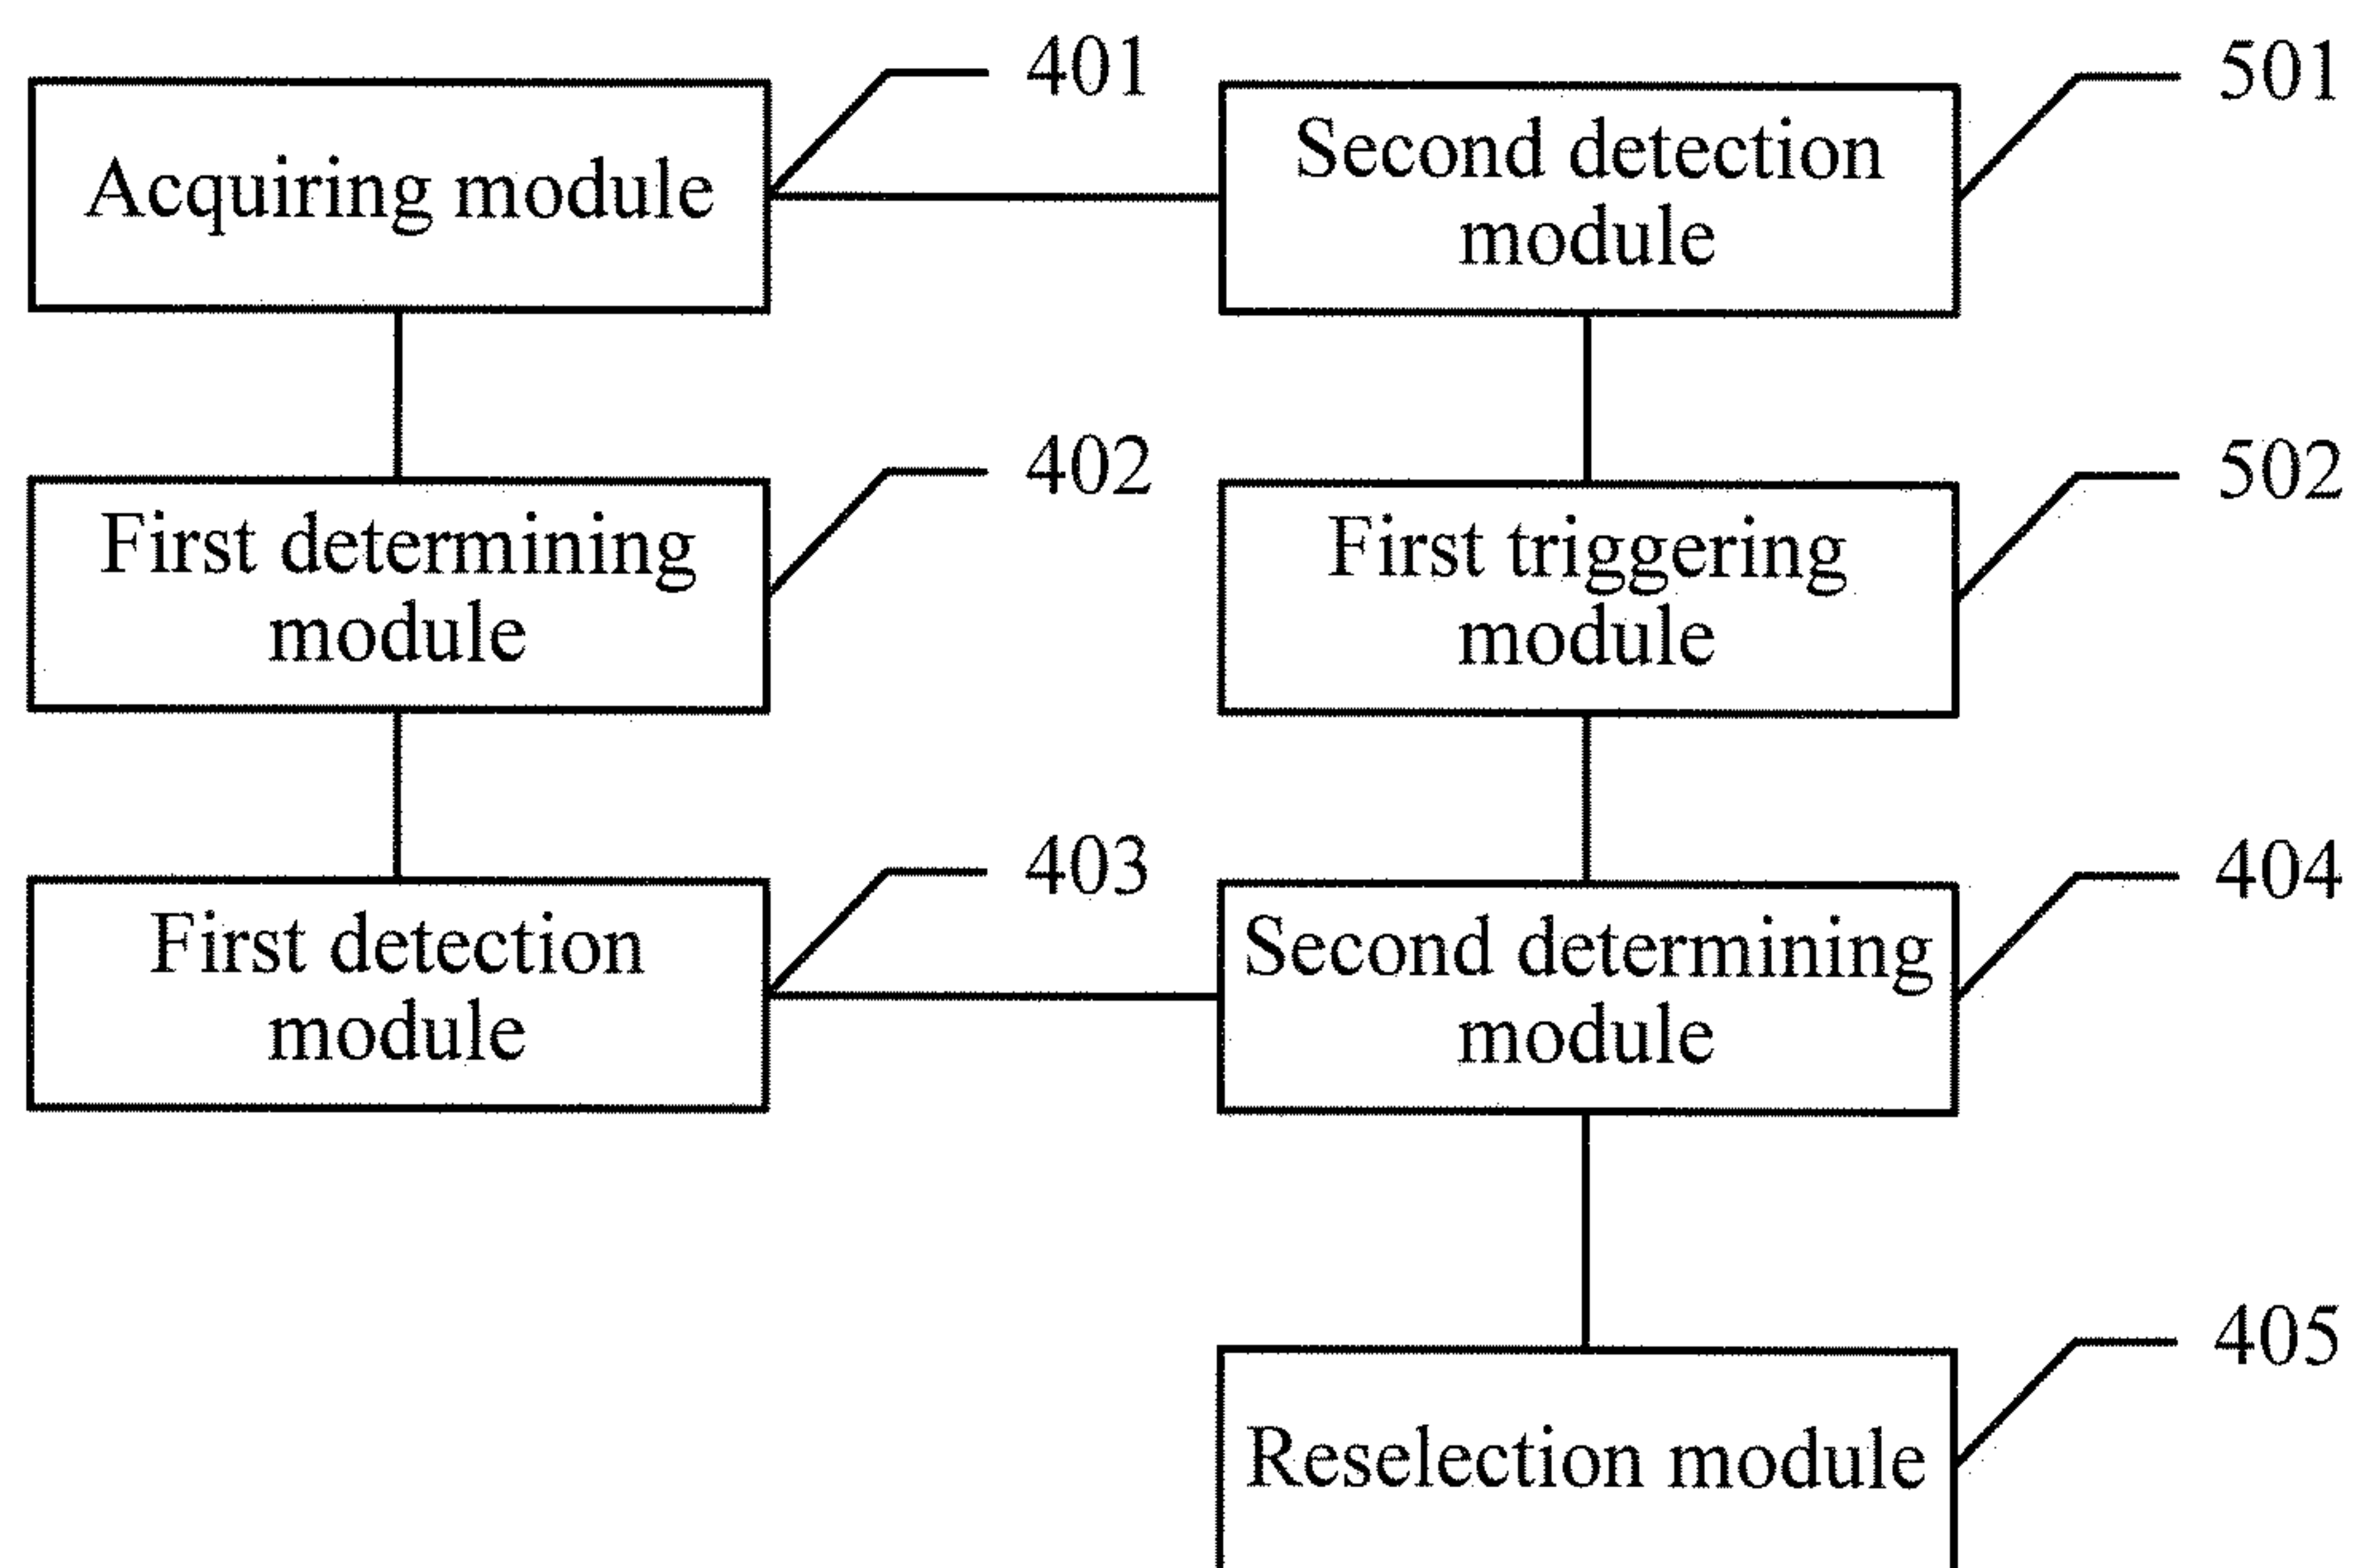 401
Acquiring module
501
Second detection
module
402
First determining
module
502
First triggering
module
403
First detection
module
404
Second determining
module
405
Reselection module